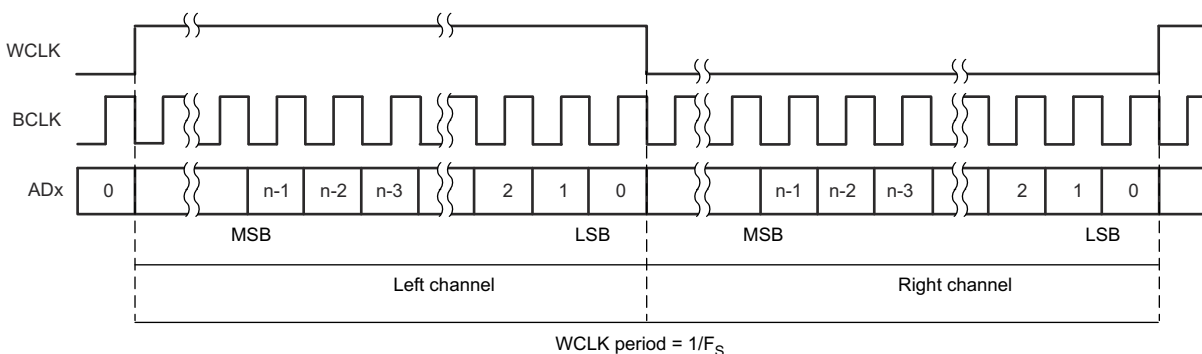 WCLK
BCLK
ADx 0 n-1 n-2 n-3 2 1 0 n-1 n-2 n-3 2 1 0
MSB LSB MSB LSB
Left channel Right channel
WCLK period = 1/FS